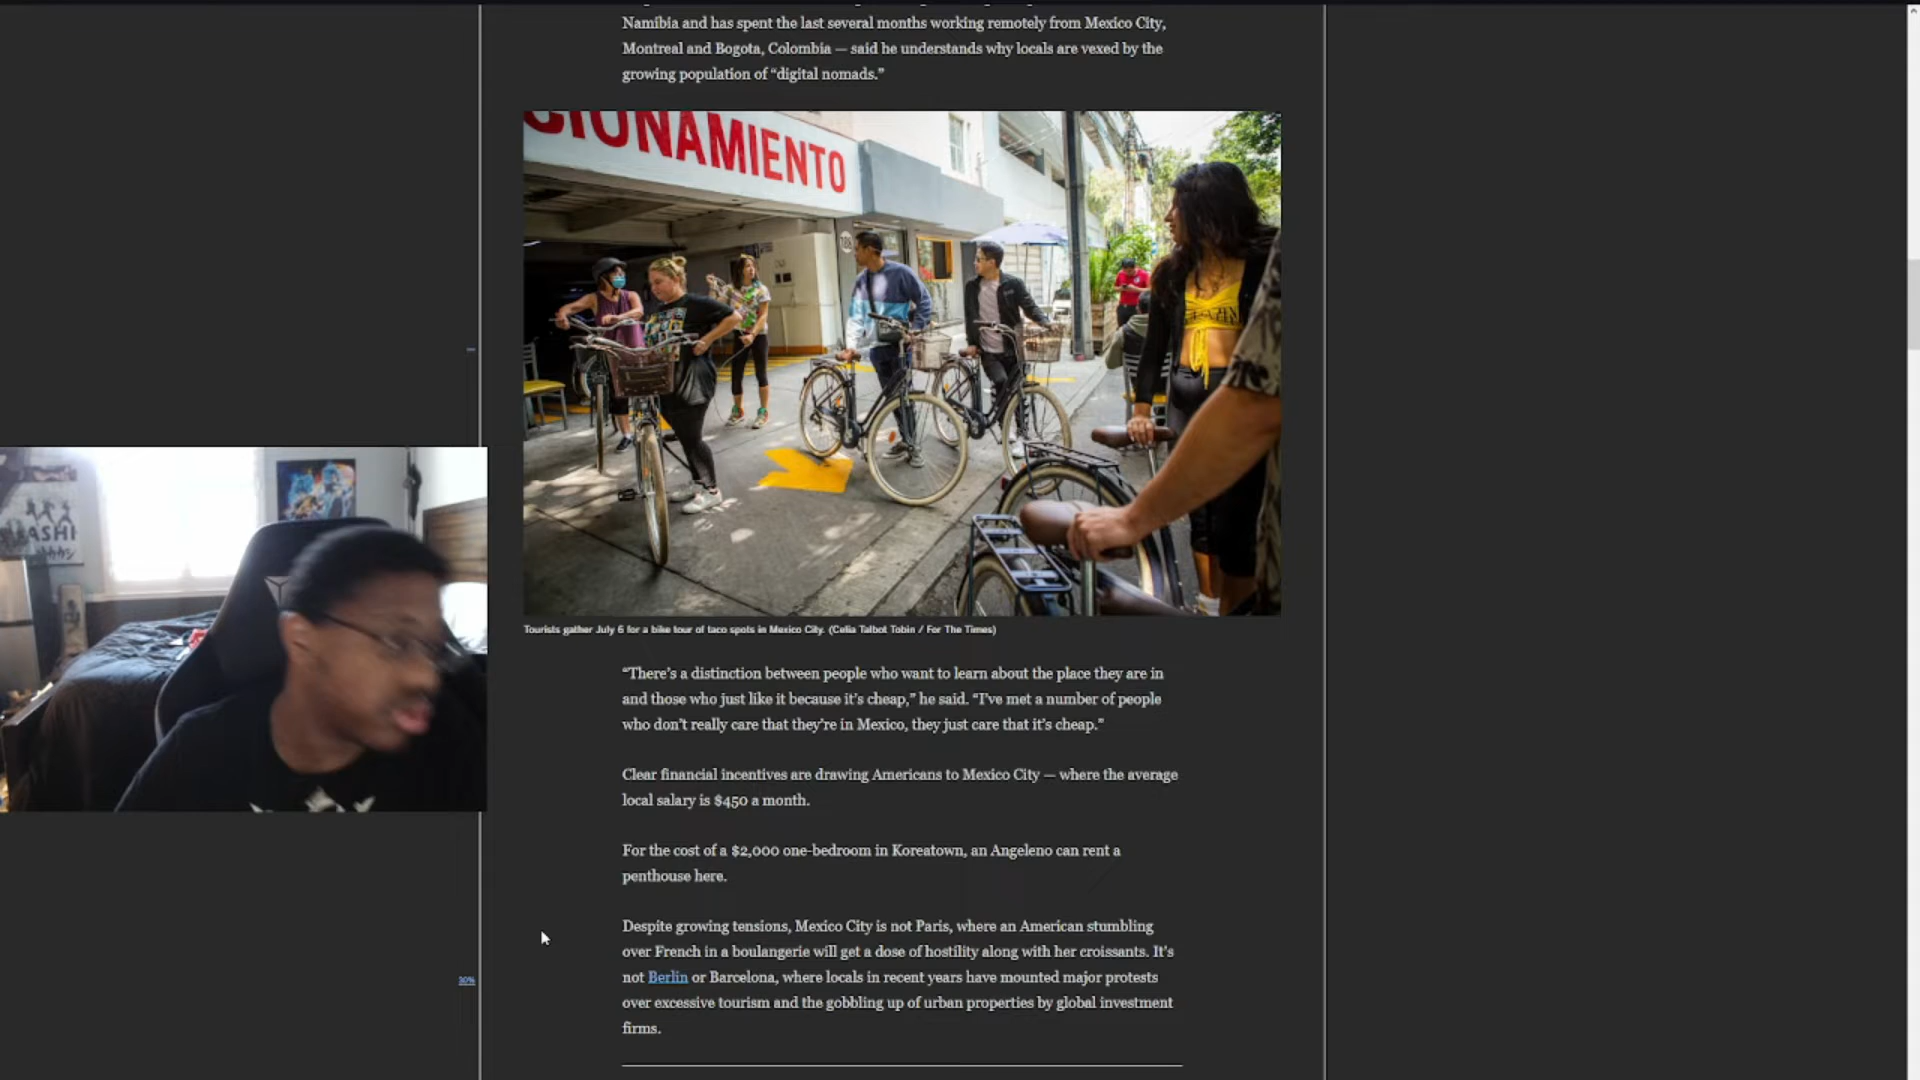 Namibia and has spent the last several months working remotely from Mexico City,
Montreal and Bogota, Colombia — said he understands why locals are vexed by the
growing population of “digital nomads.”
CIONAMIENTO
Tourists gather July 6 for a bike tour of taco spots in Mexico City. (Celia Talbot Tobin / For The Times)
“There’s a distinction between people who want to learn about the place they are in
and those who just like it because it’s cheap,” he said. “I’ve met a number of people
who don’t really care that they’re in Mexico, they just care that it’s cheap.”
Clear financial incentives are drawing Americans to Mexico City — where the average
local salary is $450 a month.
For the cost of a $2,000 one-bedroom in Koreatown, an Angeleno can rent a
penthouse here.
Despite growing tensions, Mexico City is not Paris, where an American stumbling
over French in a boulangerie will get a dose of hostility along with her croissants. It’s
not Berlin or Barcelona, where locals in recent years have mounted major protests
over excessive tourism and the gobbling up of urban properties by global investment
firms.
30%